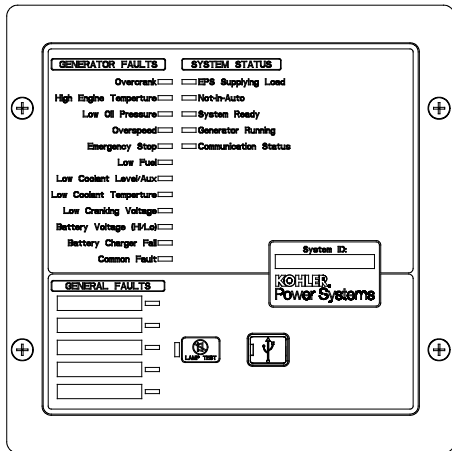 GENERATOR FAULTS
Overcrank
High Engine Temperture
Low Oil Pressure
Overspeed
Emergency Stop
Low Fuel
Low Coolant Level/Aux
Low Coolant Temperture
Low Cranking Voltage
Battery Voltage (Hi/Lo)
Battery Charger Fail
Common Fault
SYSTEM STATUS
EPS Supplying Load
Not-In-Auto
System Ready
Generator Running
Communication Status
System ID:
KOHLER.
Power Systems
GENERAL FAULTS
LAMP TEST